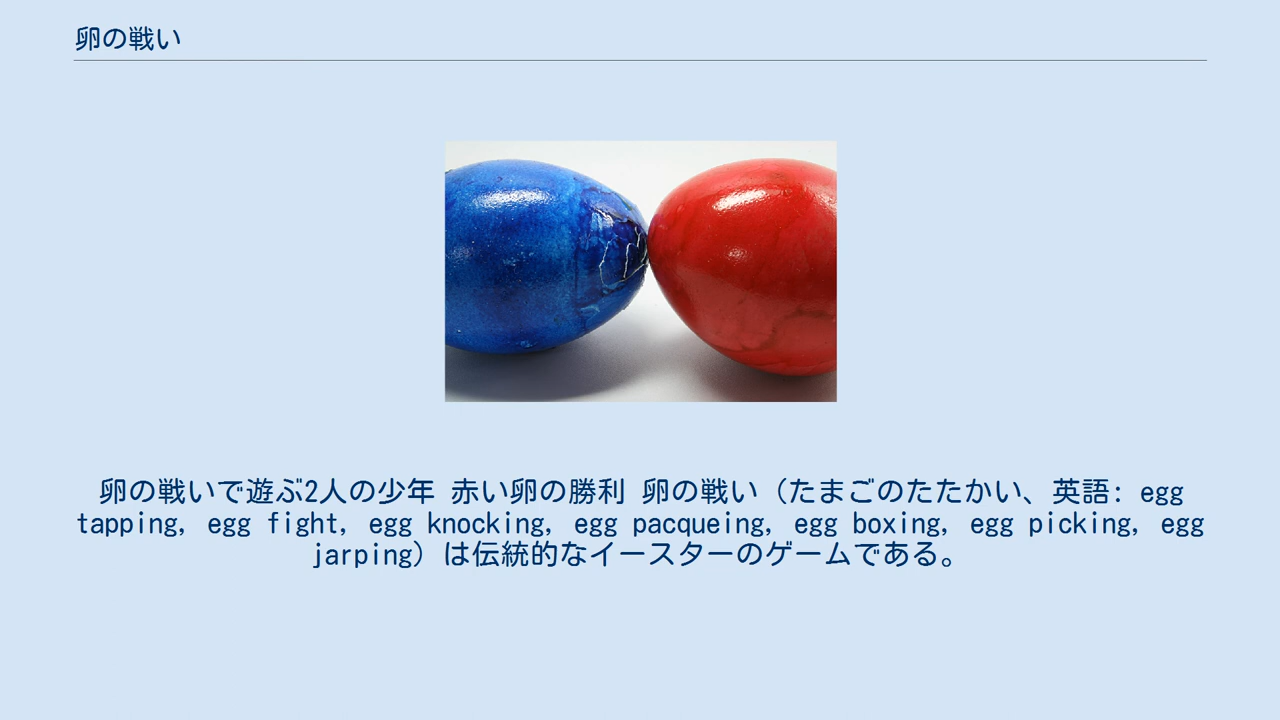 卵の戦い
卵の戦いで遊ぶ2人の少年 赤い卵の勝利 卵の戦い（たまごのたたかい、英語: egg
tapping, egg fight, egg knocking, egg pacqueing, egg boxing, egg picking, egg
jarping）は伝統的なイースターのゲームである。